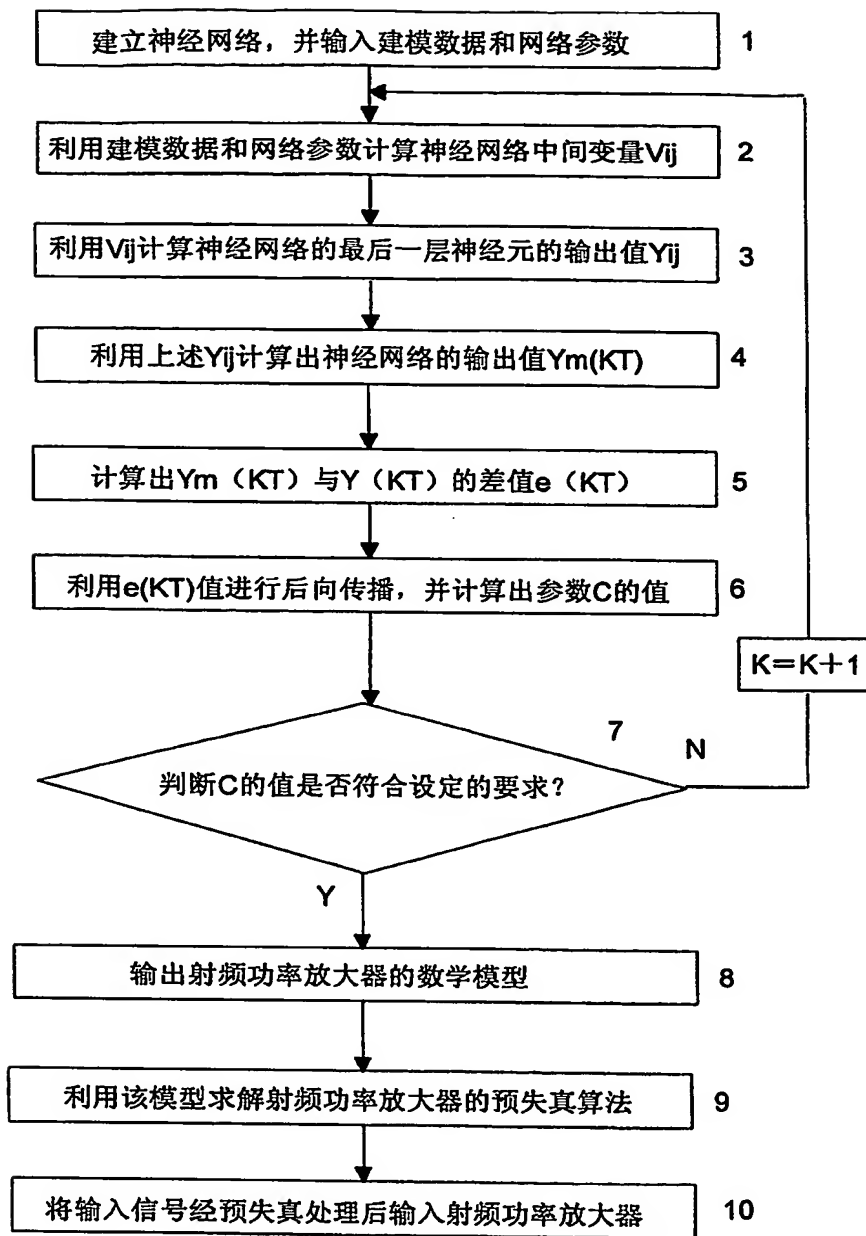 建立神经网络，并输入建模数据和网络参数 1
利用建模数据和网络参数计算神经网络中间变量Vij 2
利用Vij计算神经网络的最后一层神经元的输出值Yij 3
利用上述Yij计算出神经网络的输出值Ym(KT) 4
计算出Ym（KT）与Y（KT）的差值e（KT） 5
利用e(KT)值进行后向传播，并计算出参数C的值 6
K=K+1
7
N
判断C的值是否符合设定的要求？
Y
输出射频功率放大器的数学模型 8
利用该模型求解射频功率放大器的预失真算法 9
将输入信号经预失真处理后输入射频功率放大器 10